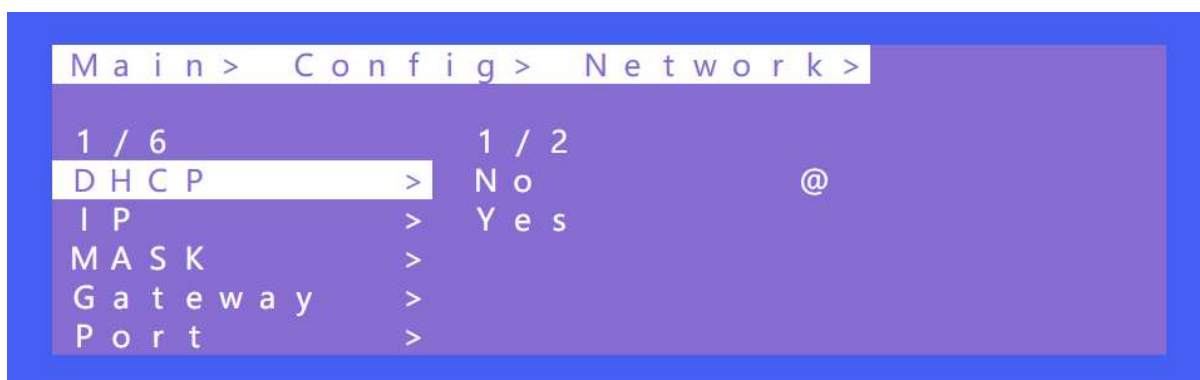 Main> Config> Network>
1/6 1/2
DHCP > No @
IP > Yes
MASK >
Gateway >
Port >